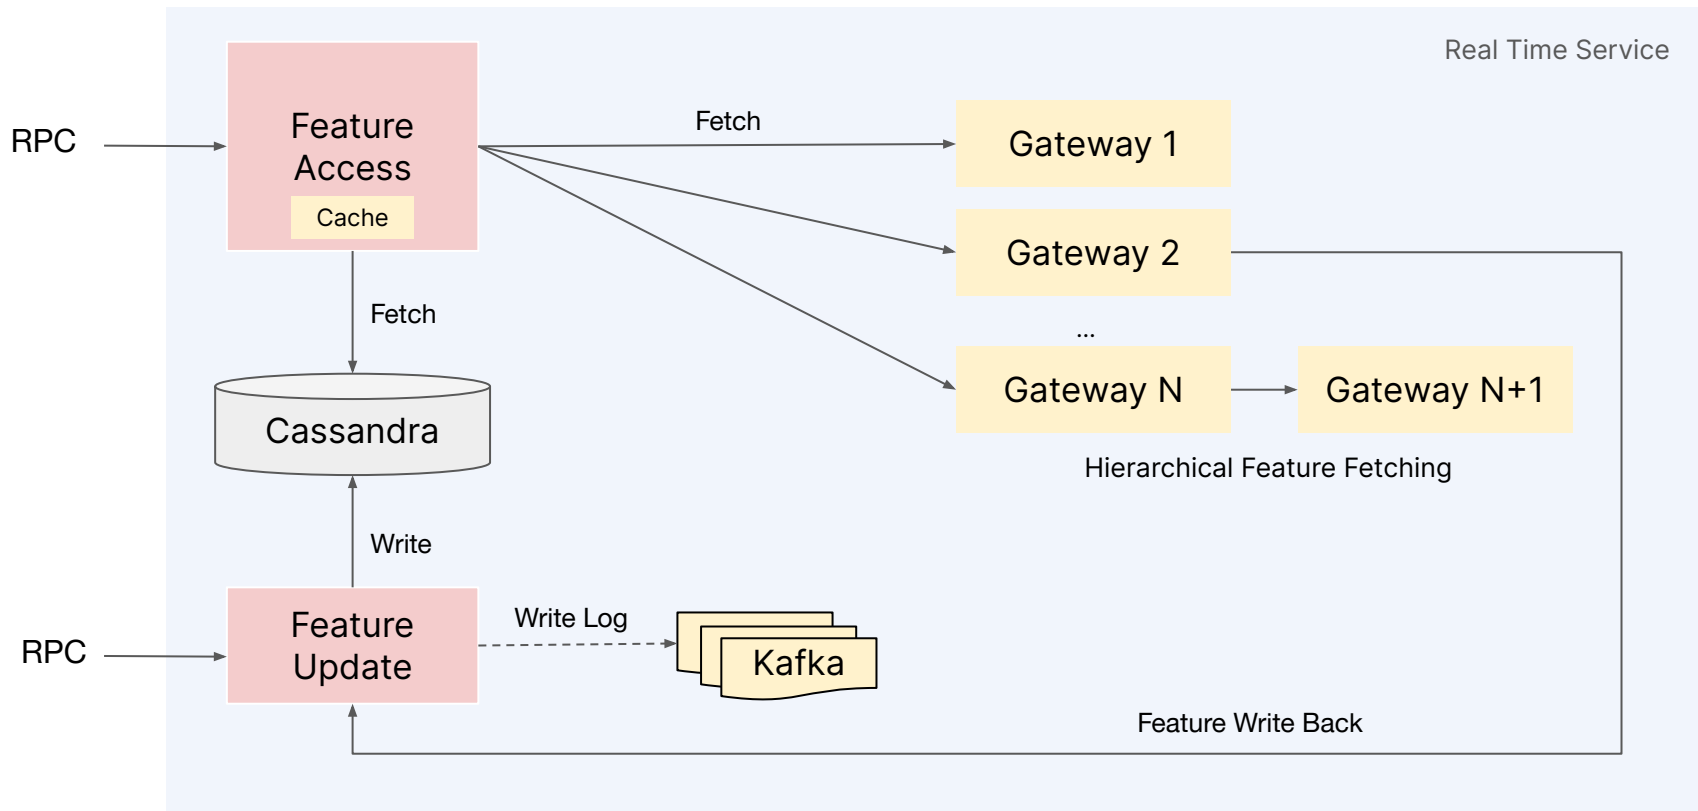 Real Time Service
RPC
Feature
Access
Cache
Fetch
Gateway 1
Gateway 2
...
Gateway N
Gateway N+1
Hierarchical Feature Fetching
Fetch
Cassandra
Write
RPC
Feature
Update
Write Log
Kafka
Feature Write Back